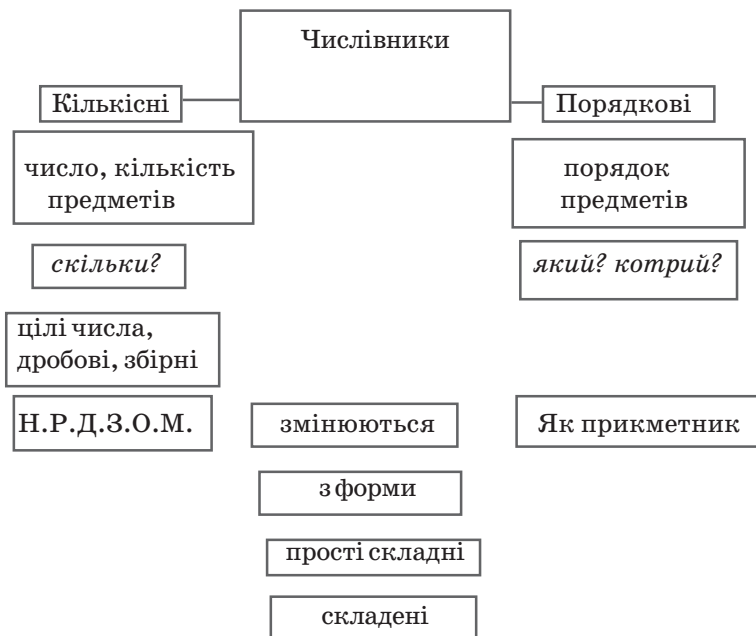 Числівники
Кількісні
Порядкові
число, кількість
предметів
порядок
предметів
скільки?
який? котрий?
цілі числа,
дробові, збірні
Н.Р.Д.З.О.М.
змінюються
Як прикметник
з форми
прості складні
складені